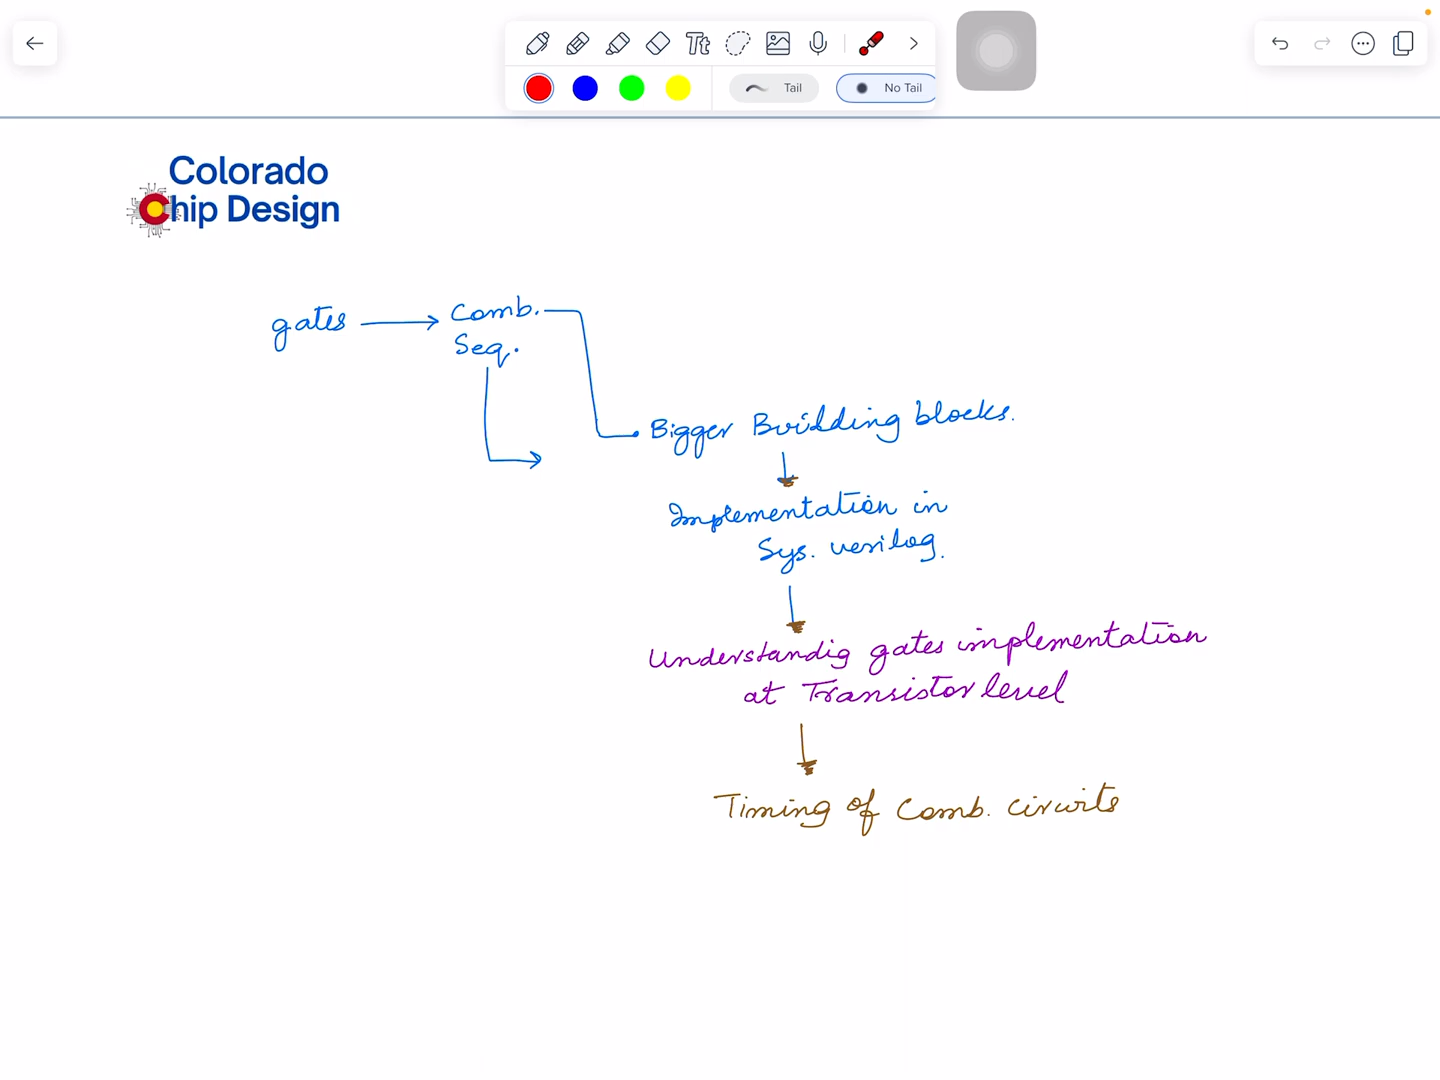 Tt
Tail
No Tail
Colorado
Chip Design
gates
Comb.
Seq.
Bigger Building blocks.
Implementation in
Sys. verilog.
Understandig gates implementation
at Transistor level
Timing of Comb. circuits